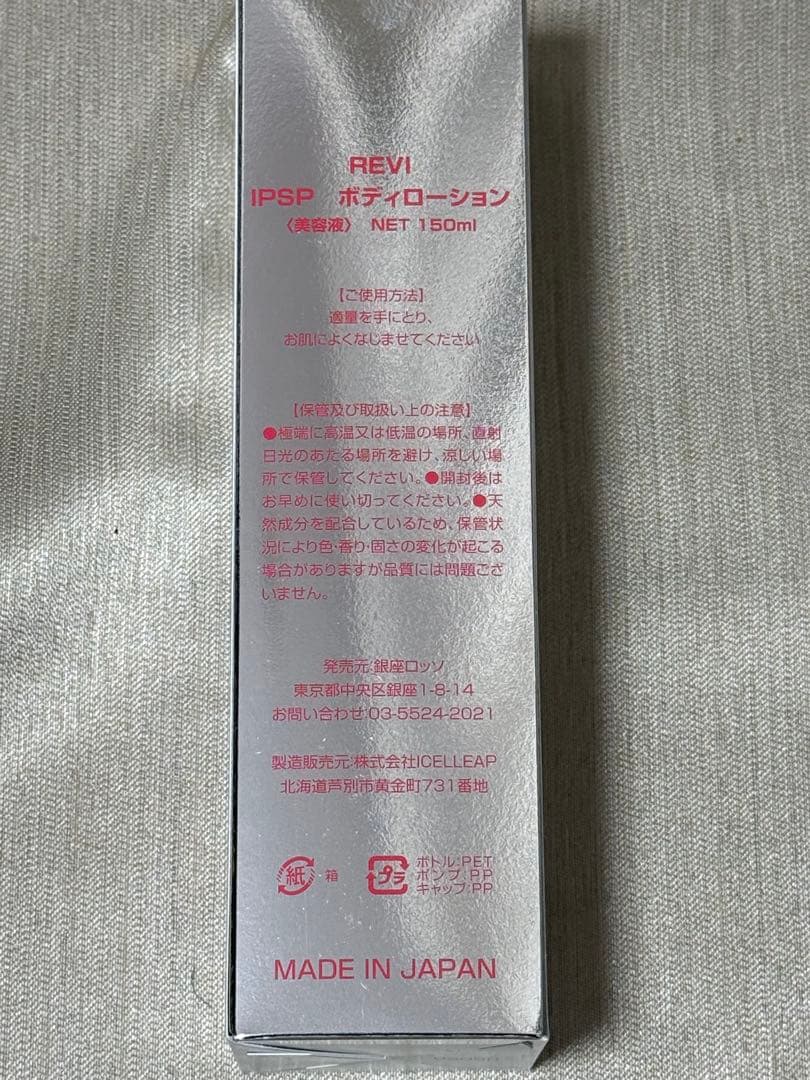 REVI
IPSP ボディローション
〈美容液〉 NET 150ml
【ご使用方法】
適量を手にとり、
お肌によくなじませてください
【保管及び取扱い上の注意】
●極端に高温又は低温の場所、直射
日光のあたる場所を避け、涼しい場
所で保管してください。●開封後は
お早めに使い切ってください。●天
然成分を配合しているため、保管状
況により色・香り・固さの変化が起こる
場合がありますが品質には問題ござ
いません。
発売元:銀座ロッソ
東京都中央区銀座1-8-14
お問い合わせ:03-5524-2021
製造販売元:株式会社ICELLEAP
北海道芦別市黄金町731番地
紙 箱
プラ
ボトル:PET
ポンプ:PP
キャップ:PP
MADE IN JAPAN